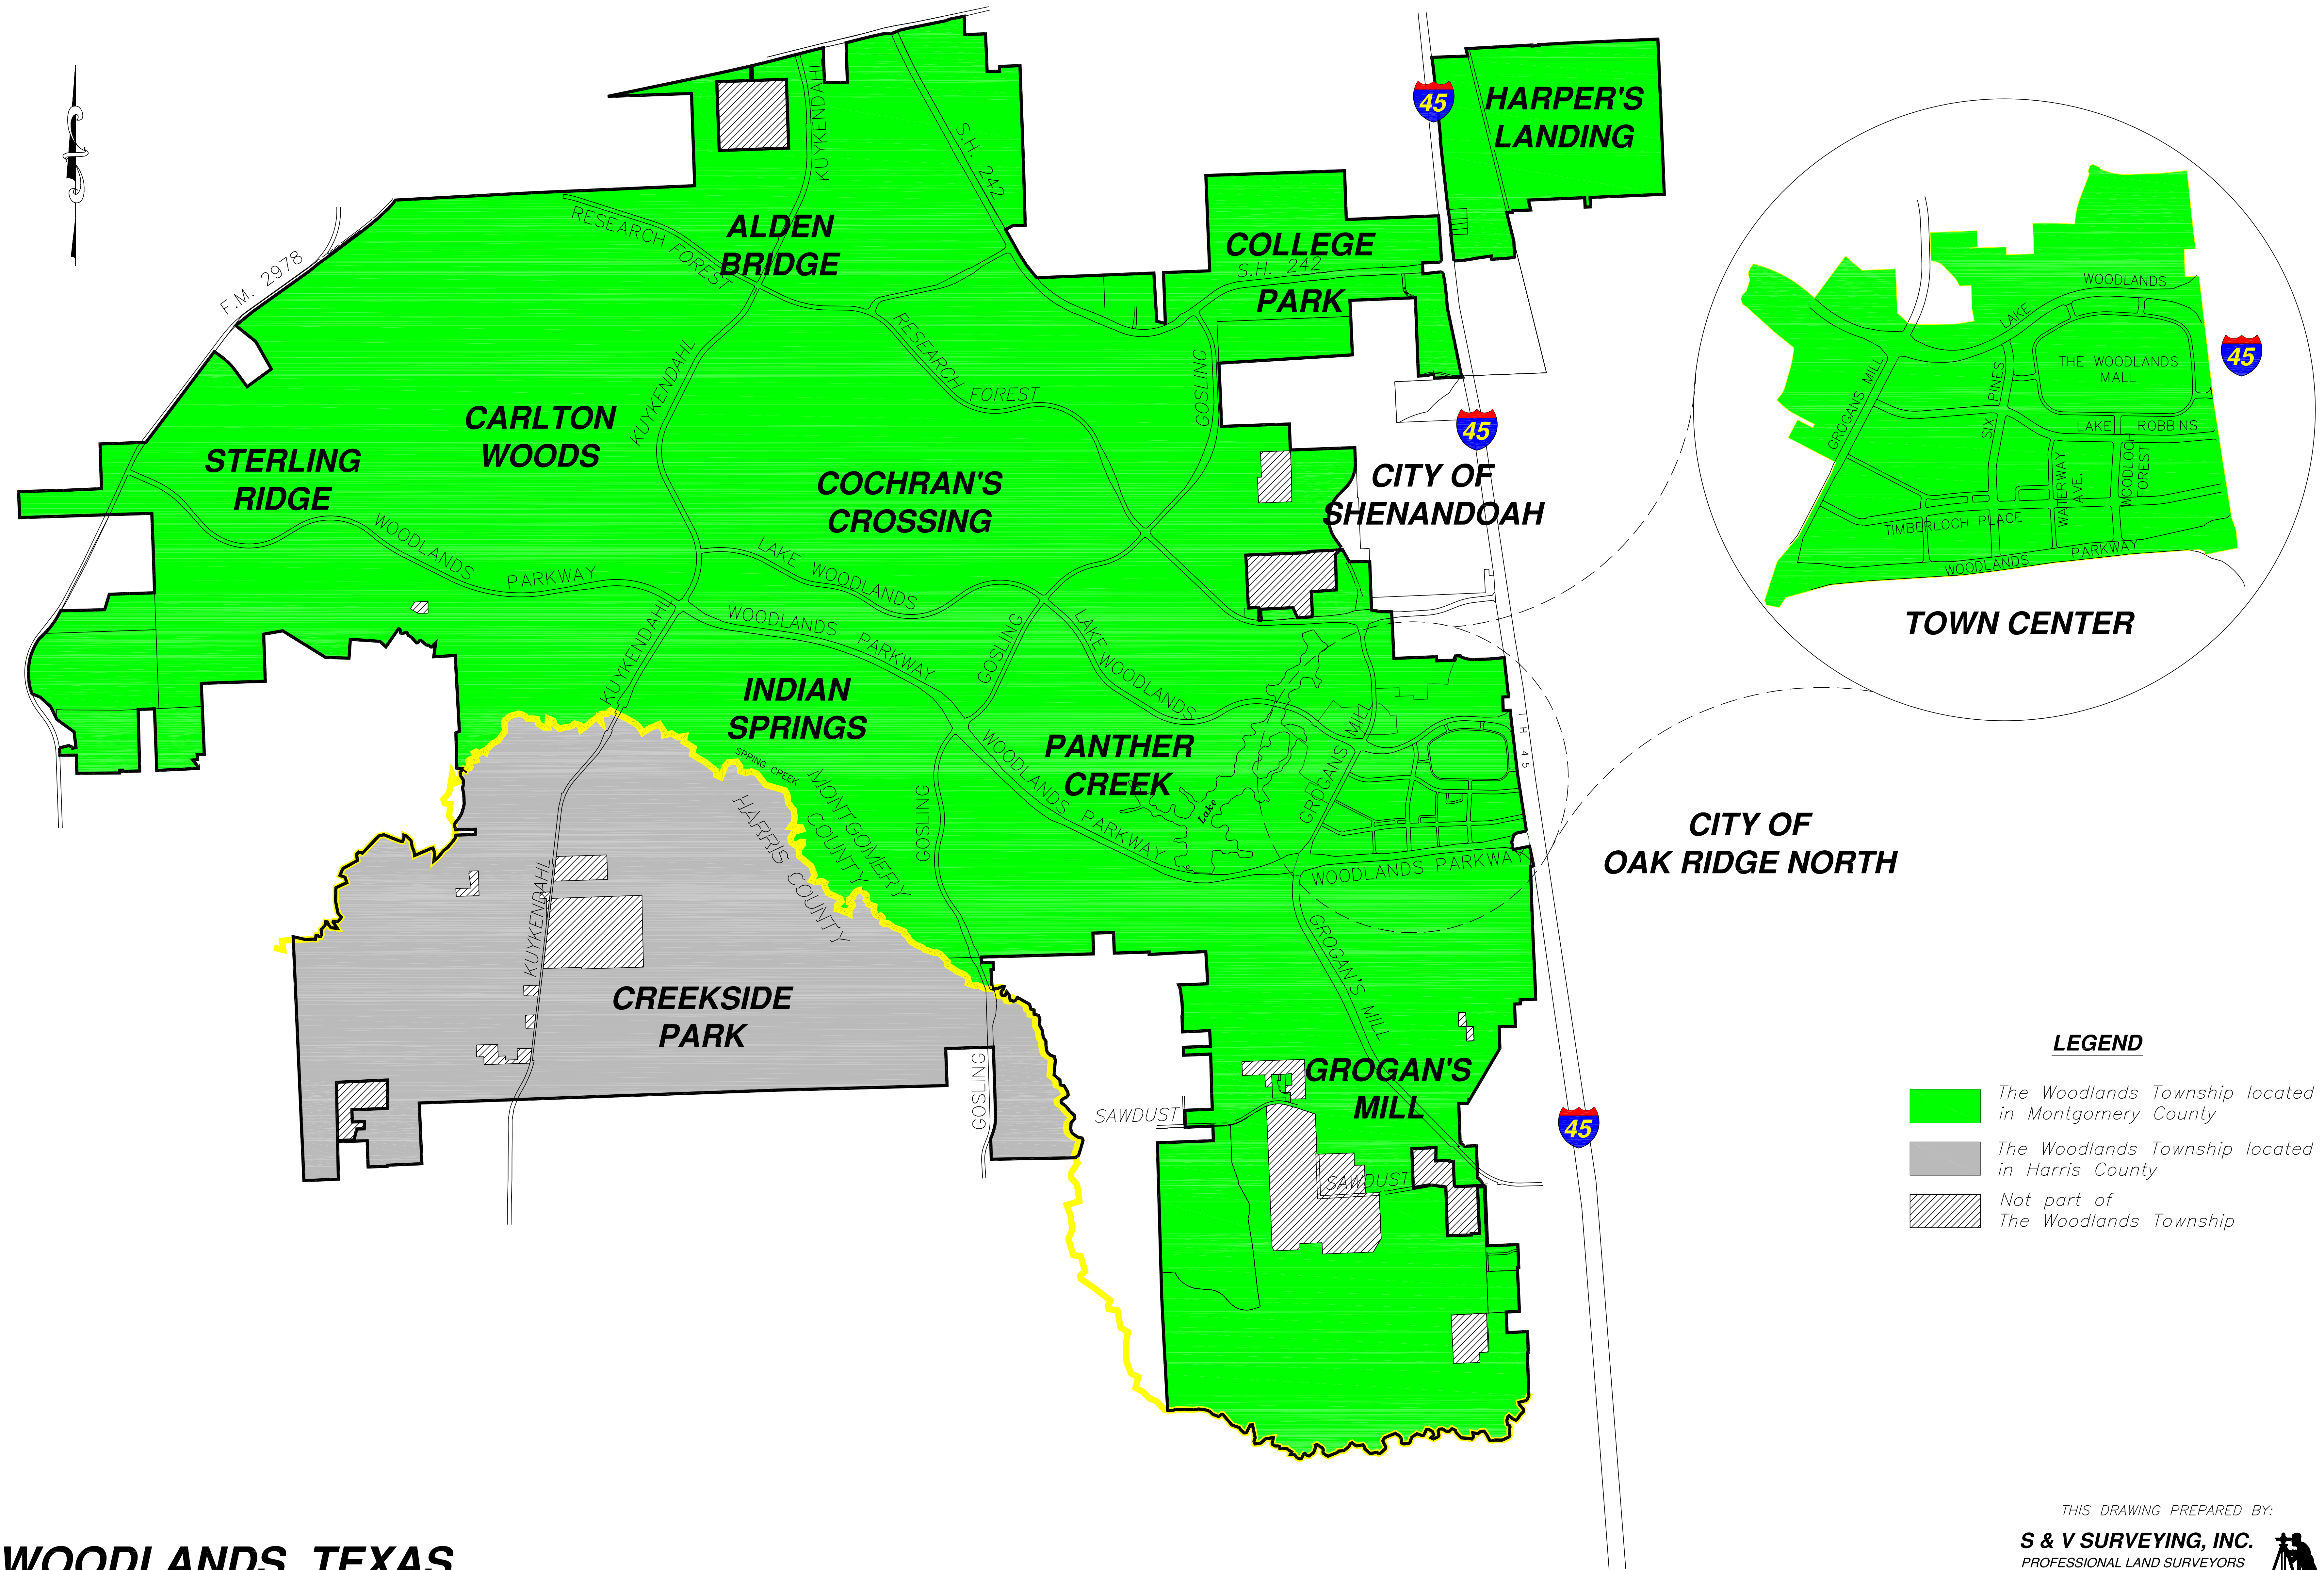 HARPER'S
LANDING
45
KUYKENDAHL
S.H. 242
ALDEN
BRIDGE
RESEARCH FOREST
COLLEGE
S.H. 242
PARK
F.M. 2978
RESEARCH FOREST
KUYKENDAHL
GOSLING
CARLTON
WOODS
STERLING
RIDGE
COCHRAN'S
CROSSING
45
CITY OF
SHENANDOAH
WOODLANDS PARKWAY
LAKE WOODLANDS
KUYKENDAHL
WOODLANDS PARKWAY
GOSLING
LAKE WOODLANDS
INDIAN
SPRINGS
PANTHER
CREEK
SPRING CREEK
MONTGOMERY
COUNTY
HARRIS COUNTY
GOSLING
WOODLANDS PARKWAY
Lake
GROGANS MILL
IH 45
WOODLANDS PARKWAY
CITY OF
OAK RIDGE NORTH
KUYKENDAHL
CREEKSIDE
PARK
GROGAN'S MILL
GOSLING
SAWDUST
GROGAN'S
MILL
SAWDUST
45
WOODLANDS
LAKE
45
THE WOODLANDS
MALL
GROGANS MILL
SIX PINES
LAKE ROBBINS
WATERWAY
AVE.
WOODLOCH
FOREST
TIMBERLOCH PLACE
WOODLANDS PARKWAY
TOWN CENTER
LEGEND
The Woodlands Township located
in Montgomery County
The Woodlands Township located
in Harris County
Not part of
The Woodlands Township
THIS DRAWING PREPARED BY:
S & V SURVEYING, INC.
PROFESSIONAL LAND SURVEYORS
WOODLANDS, TEXAS